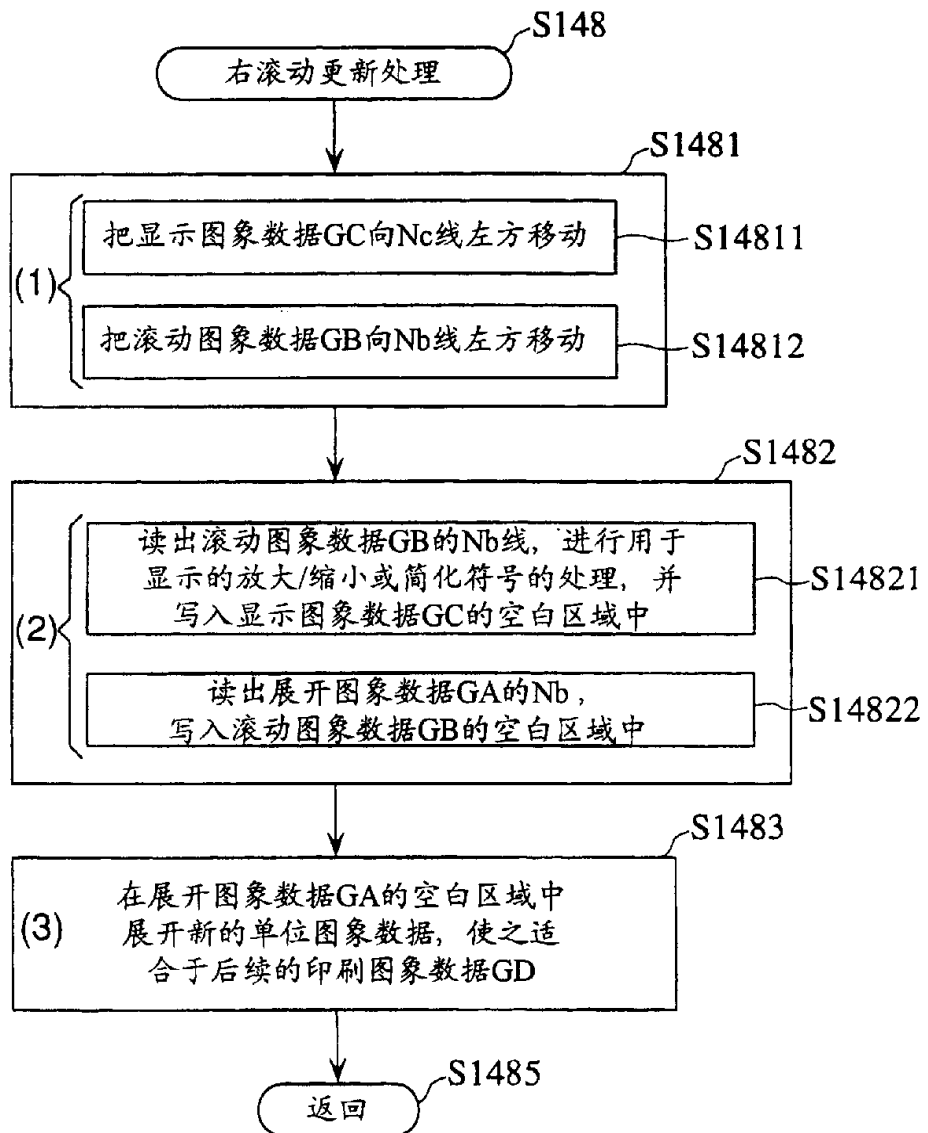 S148
右滚动更新处理
S1481
(1)
把显示图象数据GC向Nc线左方移动
S14811
把滚动图象数据GB向Nb线左方移动
S14812
S1482
(2)
读出滚动图象数据GB的Nb线, 进行用于
显示的放大/缩小或简化符号的处理, 并
写入显示图象数据GC的空白区域中
S14821
读出展开图象数据GA的Nb,
写入滚动图象数据GB的空白区域中
S14822
S1483
(3)
在展开图象数据GA的空白区域中
展开新的单位图象数据, 使之适
合于后续的印刷图象数据GD
S1485
返回